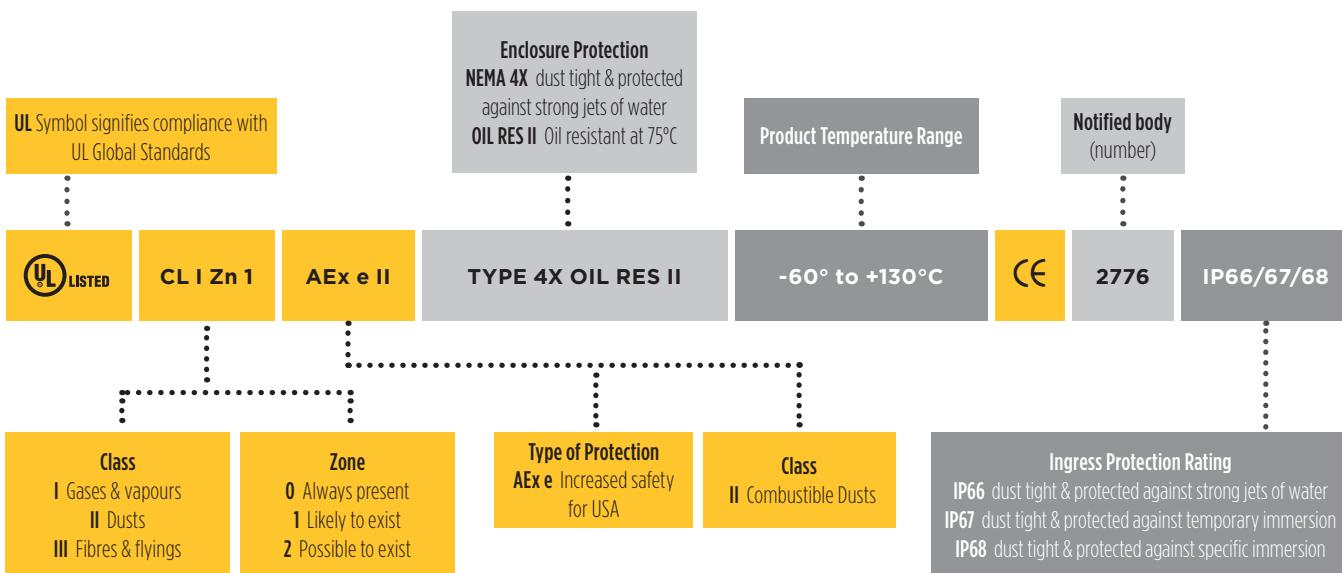 Enclosure Protection
NEMA 4X dust tight & protected
against strong jets of water
OIL RES II Oil resistant at 75°C
UL Symbol signifies compliance with
UL Global Standards
Product Temperature Range
Notified body
(number)
UL LISTED
CL I Zn 1
AEx e II
TYPE 4X OIL RES II
-60° to +130°C
CE
2776
IP66/67/68
Class
I Gases & vapours
II Dusts
III Fibres & flyings
Zone
0 Always present
1 Likely to exist
2 Possible to exist
Type of Protection
AEx e Increased safety
for USA
Class
II Combustible Dusts
Ingress Protection Rating
IP66 dust tight & protected against strong jets of water
IP67 dust tight & protected against temporary immersion
IP68 dust tight & protected against specific immersion